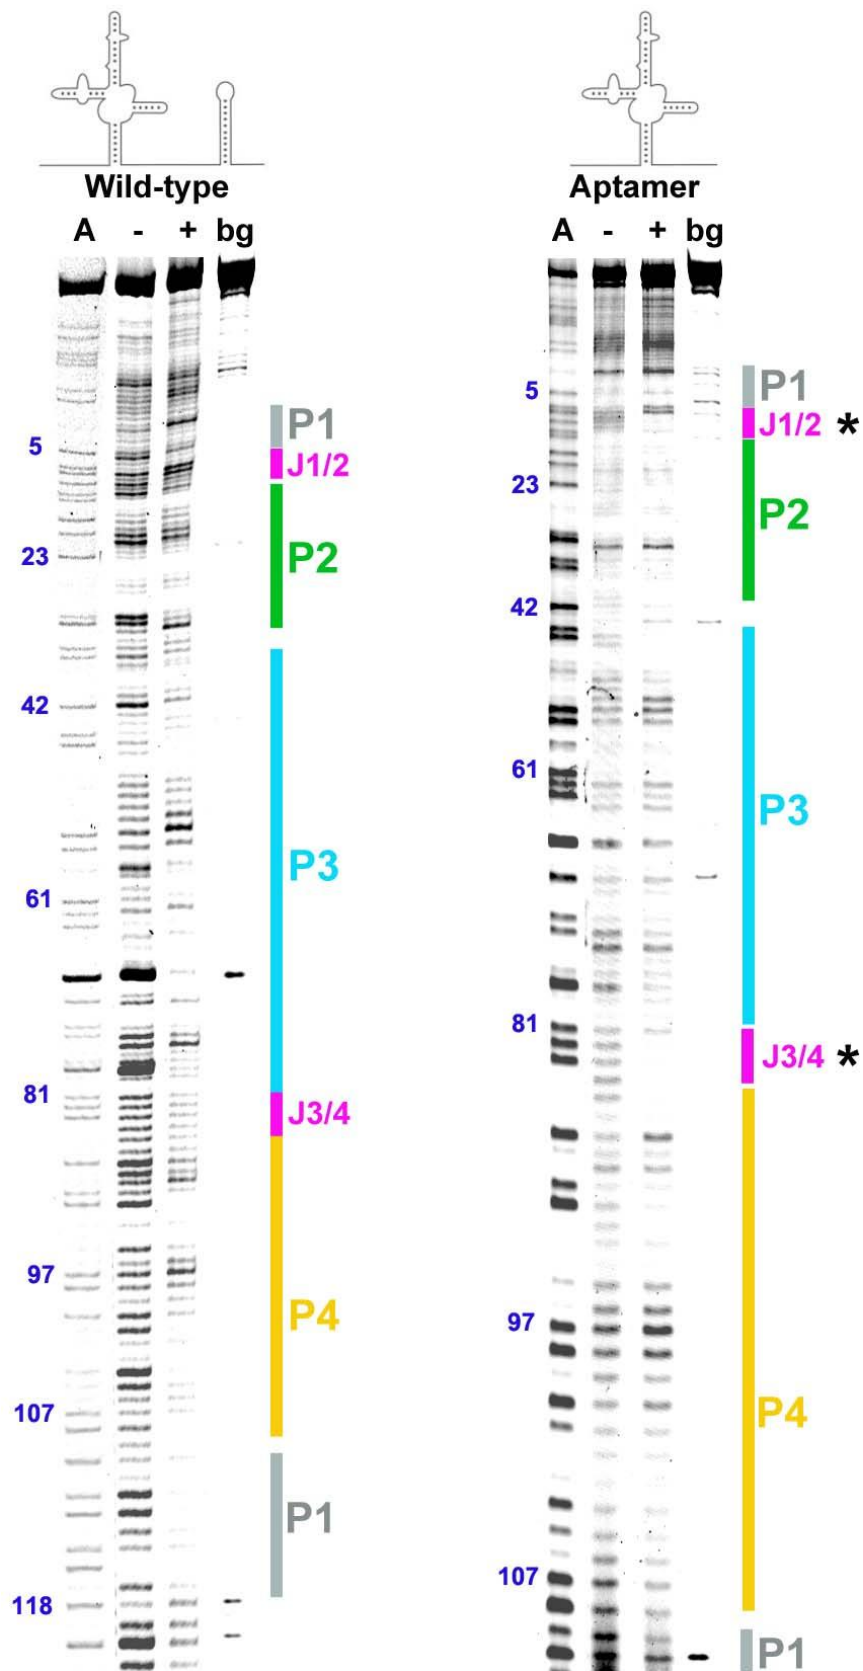 Wild-type
A - + bg
5
23
42
61
81
97
107
118
P1
J1/2
P2
P3
J3/4
P4
P1
Aptamer
A - + bg
5
23
42
61
81
97
107
P1
J1/2 *
P2
P3
J3/4 *
P4
P1